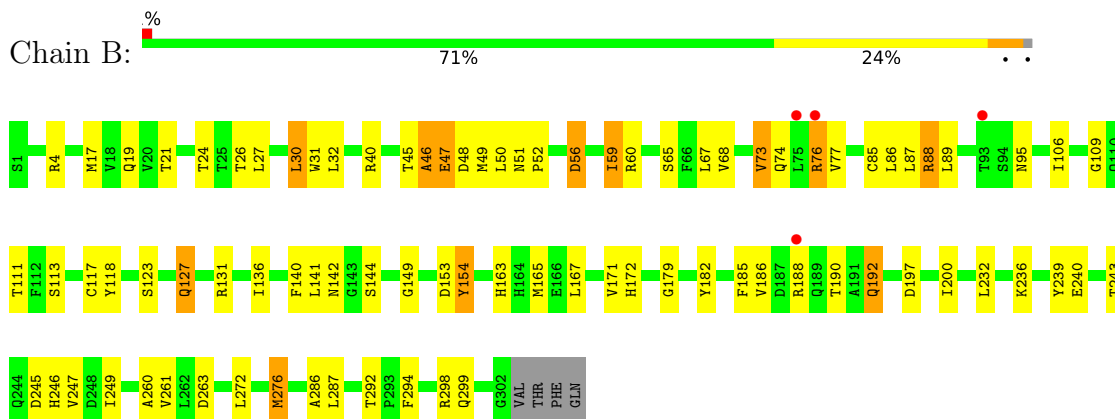 .%
Chain B:
71% 24% . .
S1 R4 M17 V18 Q19 V20 T21 T24 T25 T26 L27 L30 W31 L32 R40 T45 A46 E47 D48 M49 L50 N51 P52 D56 I59 R60 S65 F66 L67 V68 V73 Q74 L75 R76 V77 C85 L86 L87 R88 L89 T93 S94 N95 I106 G109
T111 F112 S113 C117 Y118 S123 Q127 R131 I136 F140 L141 N142 G143 S144 G149 D153 Y154 H163 H164 M165 E166 L167 V171 H172 G179 Y182 F185 V186 D187 R188 Q189 T190 A191 Q192 D197 I200 L232 K236 Y239 E240 T243
Q244 D245 H246 V247 D248 I249 A260 V261 L262 D263 L272 M276 A286 L287 T292 P293 F294 R298 Q299 G302 VAL THR PHE GLN